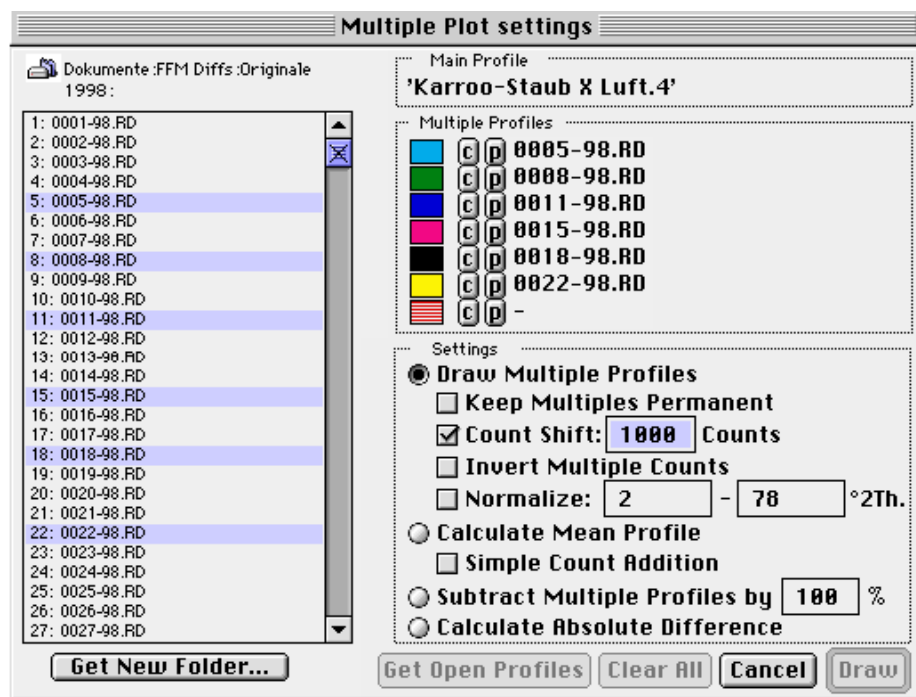 Multiple Plot settings
Dokumente :FFM Diffs :Originale
1998 :
1: 0001-98.RD
2: 0002-98.RD
3: 0003-98.RD
4: 0004-98.RD
5: 0005-98.RD
6: 0006-98.RD
7: 0007-98.RD
8: 0008-98.RD
9: 0009-98.RD
10: 0010-98.RD
11: 0011-98.RD
12: 0012-98.RD
13: 0013-98.RD
14: 0014-98.RD
15: 0015-98.RD
16: 0016-98.RD
17: 0017-98.RD
18: 0018-98.RD
19: 0019-98.RD
20: 0020-98.RD
21: 0021-98.RD
22: 0022-98.RD
23: 0023-98.RD
24: 0024-98.RD
25: 0025-98.RD
26: 0026-98.RD
27: 0027-98.RD
Get New Folder...
Main Profile
'Karroo-Staub X Luft.4'
Multiple Profiles
c p 0005-98.RD
c p 0008-98.RD
c p 0011-98.RD
c p 0015-98.RD
c p 0018-98.RD
c p 0022-98.RD
c p -
Settings
Draw Multiple Profiles
Keep Multiples Permanent
Count Shift: 1000 Counts
Invert Multiple Counts
Normalize: 2 - 78 °2Th.
Calculate Mean Profile
Simple Count Addition
Subtract Multiple Profiles by 100 %
Calculate Absolute Difference
Get Open Profiles Clear All Cancel Draw